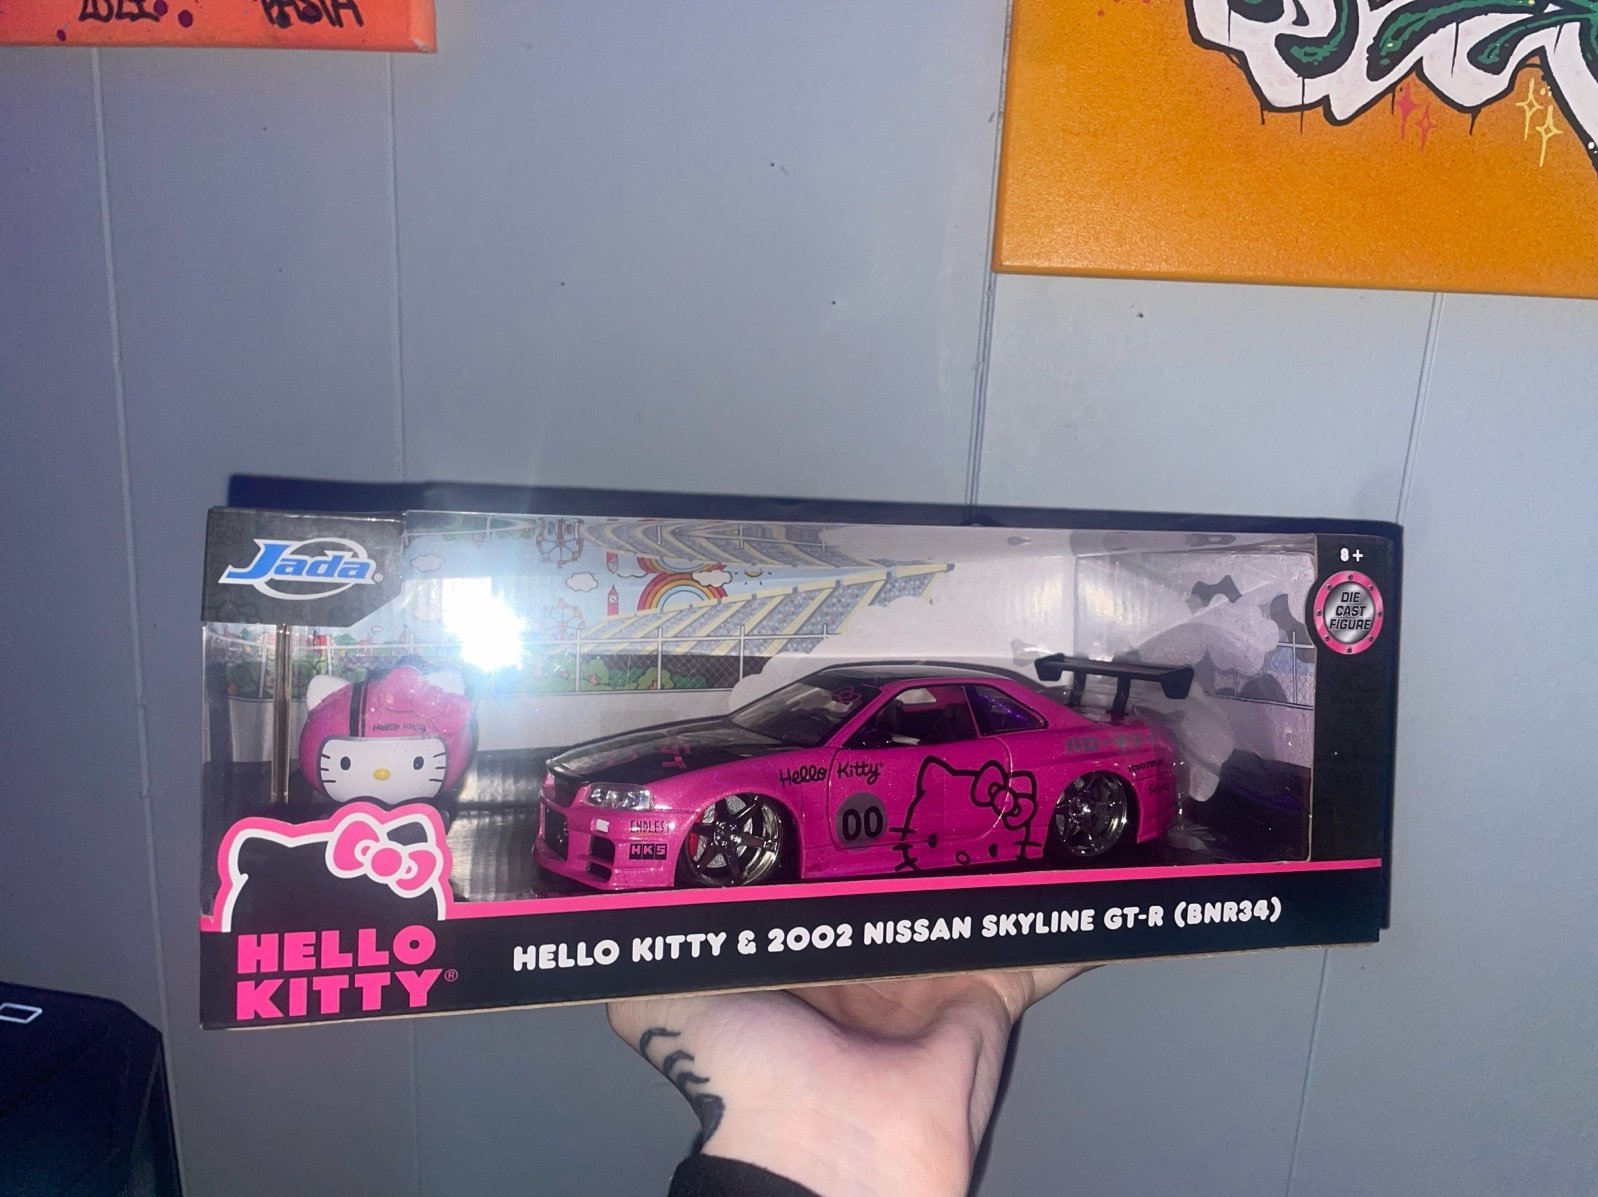 PASTA
Jada
8+
DIE
CAST
FIGURE
Hello Kitty
Hello Kitty
00
ENDLESS
HKS
HELLO
KITTY®
HELLO KITTY & 2002 NISSAN SKYLINE GT-R (BNR34)